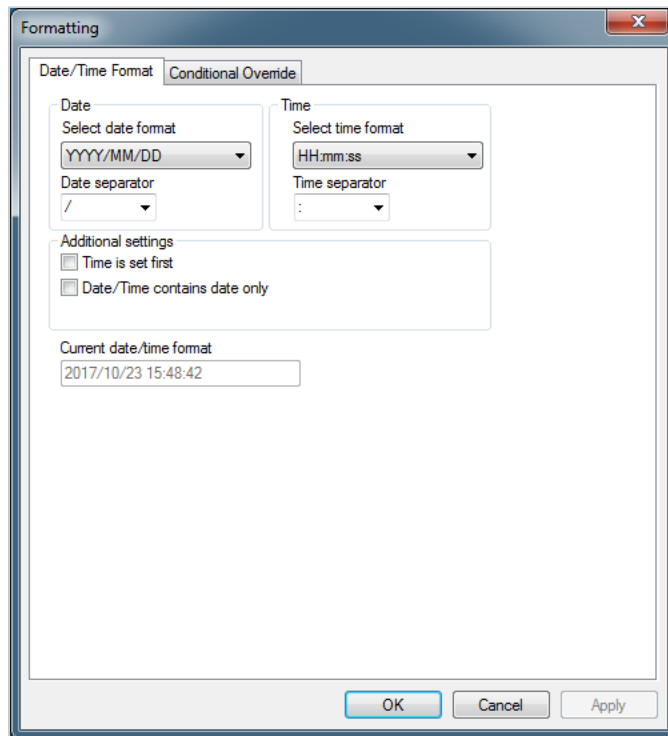 Formatting
Date/Time Format
Conditional Override
Date
Select date format
YYYY/MM/DD
Date separator
/
Time
Select time format
HH:mm:ss
Time separator
:
Additional settings
Time is set first
Date/Time contains date only
Current date/time format
2017/10/23 15:48:42
OK
Cancel
Apply